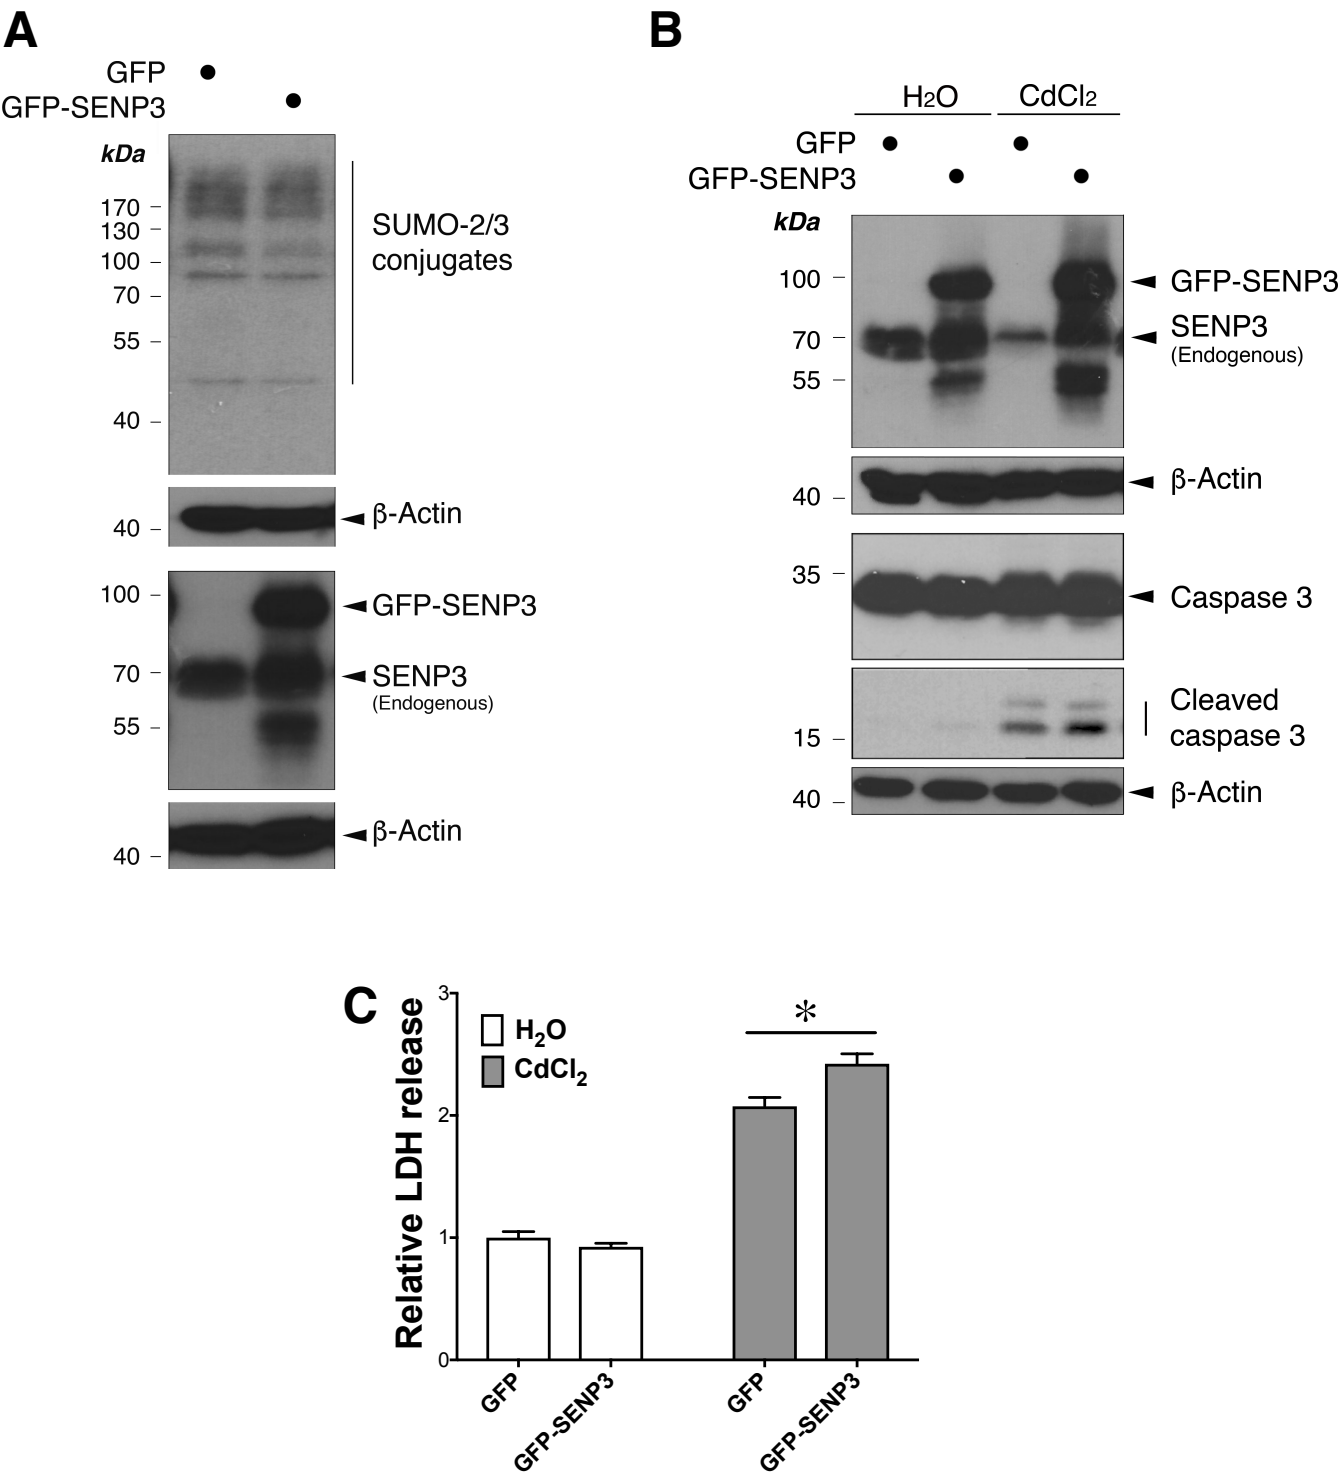 A
GFP
GFP-SENP3
kDa
170
130
100
70
55
40
SUMO-2/3
conjugates
40
β-Actin
100
70
55
GFP-SENP3
SENP3
(Endogenous)
40
β-Actin
B
H2O CdCl2
GFP
GFP-SENP3
kDa
100
70
55
GFP-SENP3
SENP3
(Endogenous)
40
β-Actin
35
Caspase 3
15
Cleaved
caspase 3
40
β-Actin
C
Relative LDH release
3
2
1
0
H2O
CdCl2
*
GFP
GFP-SENP3
GFP
GFP-SENP3